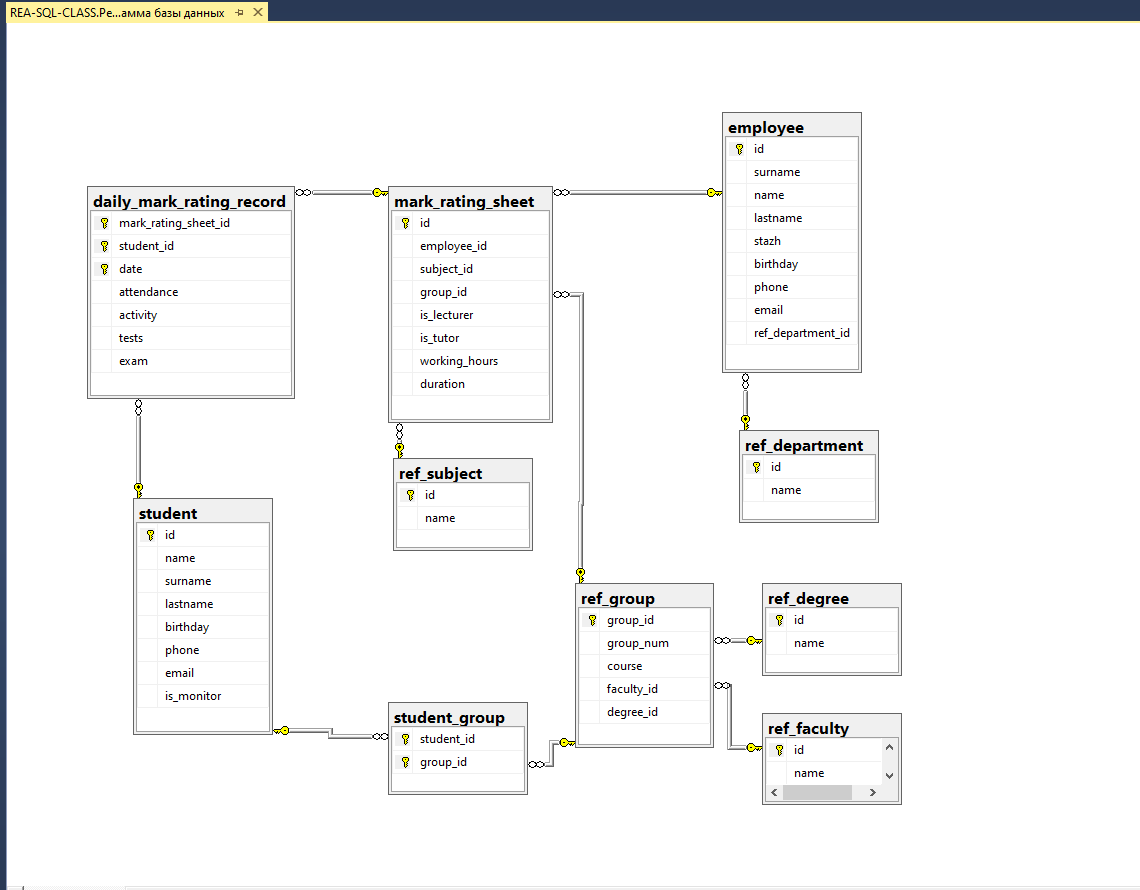 REA-SQL-CLASS.Pe...амма базы данных
employee
id
surname
name
lastname
stazh
birthday
phone
email
ref_department_id
daily_mark_rating_record
mark_rating_sheet_id
student_id
date
attendance
activity
tests
exam
mark_rating_sheet
id
employee_id
subject_id
group_id
is_lecturer
is_tutor
working_hours
duration
ref_department
id
name
ref_subject
id
name
student
id
name
surname
lastname
birthday
phone
email
is_monitor
ref_group
group_id
group_num
course
faculty_id
degree_id
ref_degree
id
name
student_group
student_id
group_id
ref_faculty
id
name